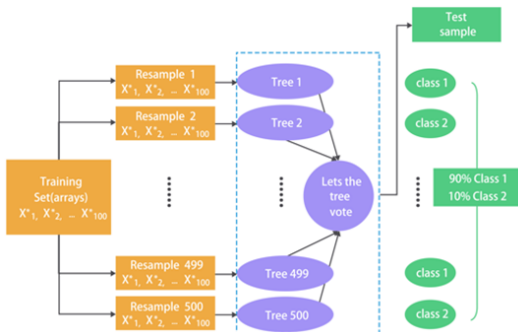 Test
sample
Resample 1
X*1, X*2, ... X*100
Tree 1
class 1
Resample 2
X*1, X*2, ... X*100
Tree 2
class 2
Training
Set(arrays)
X*1, X*2, ... X*100
Lets the
tree
vote
90% Class 1
10% Class 2
Resample 499
X*1, X*2, ... X*100
Tree 499
class 1
Resample 500
X*1, X*2, ... X*100
Tree 500
class 2